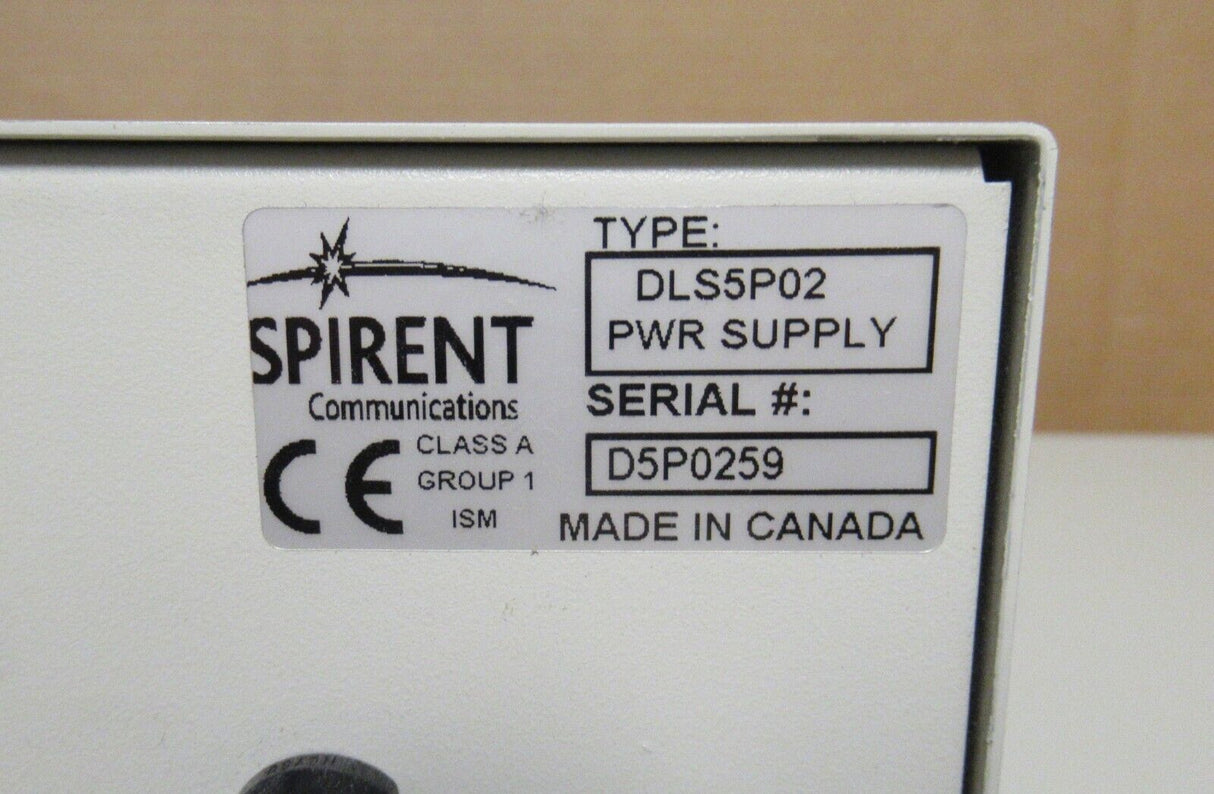 SPIRENT
Communications
CLASS A
GROUP 1
ISM
TYPE:
DLS5P02
PWR SUPPLY
SERIAL #:
D5P0259
MADE IN CANADA
CE